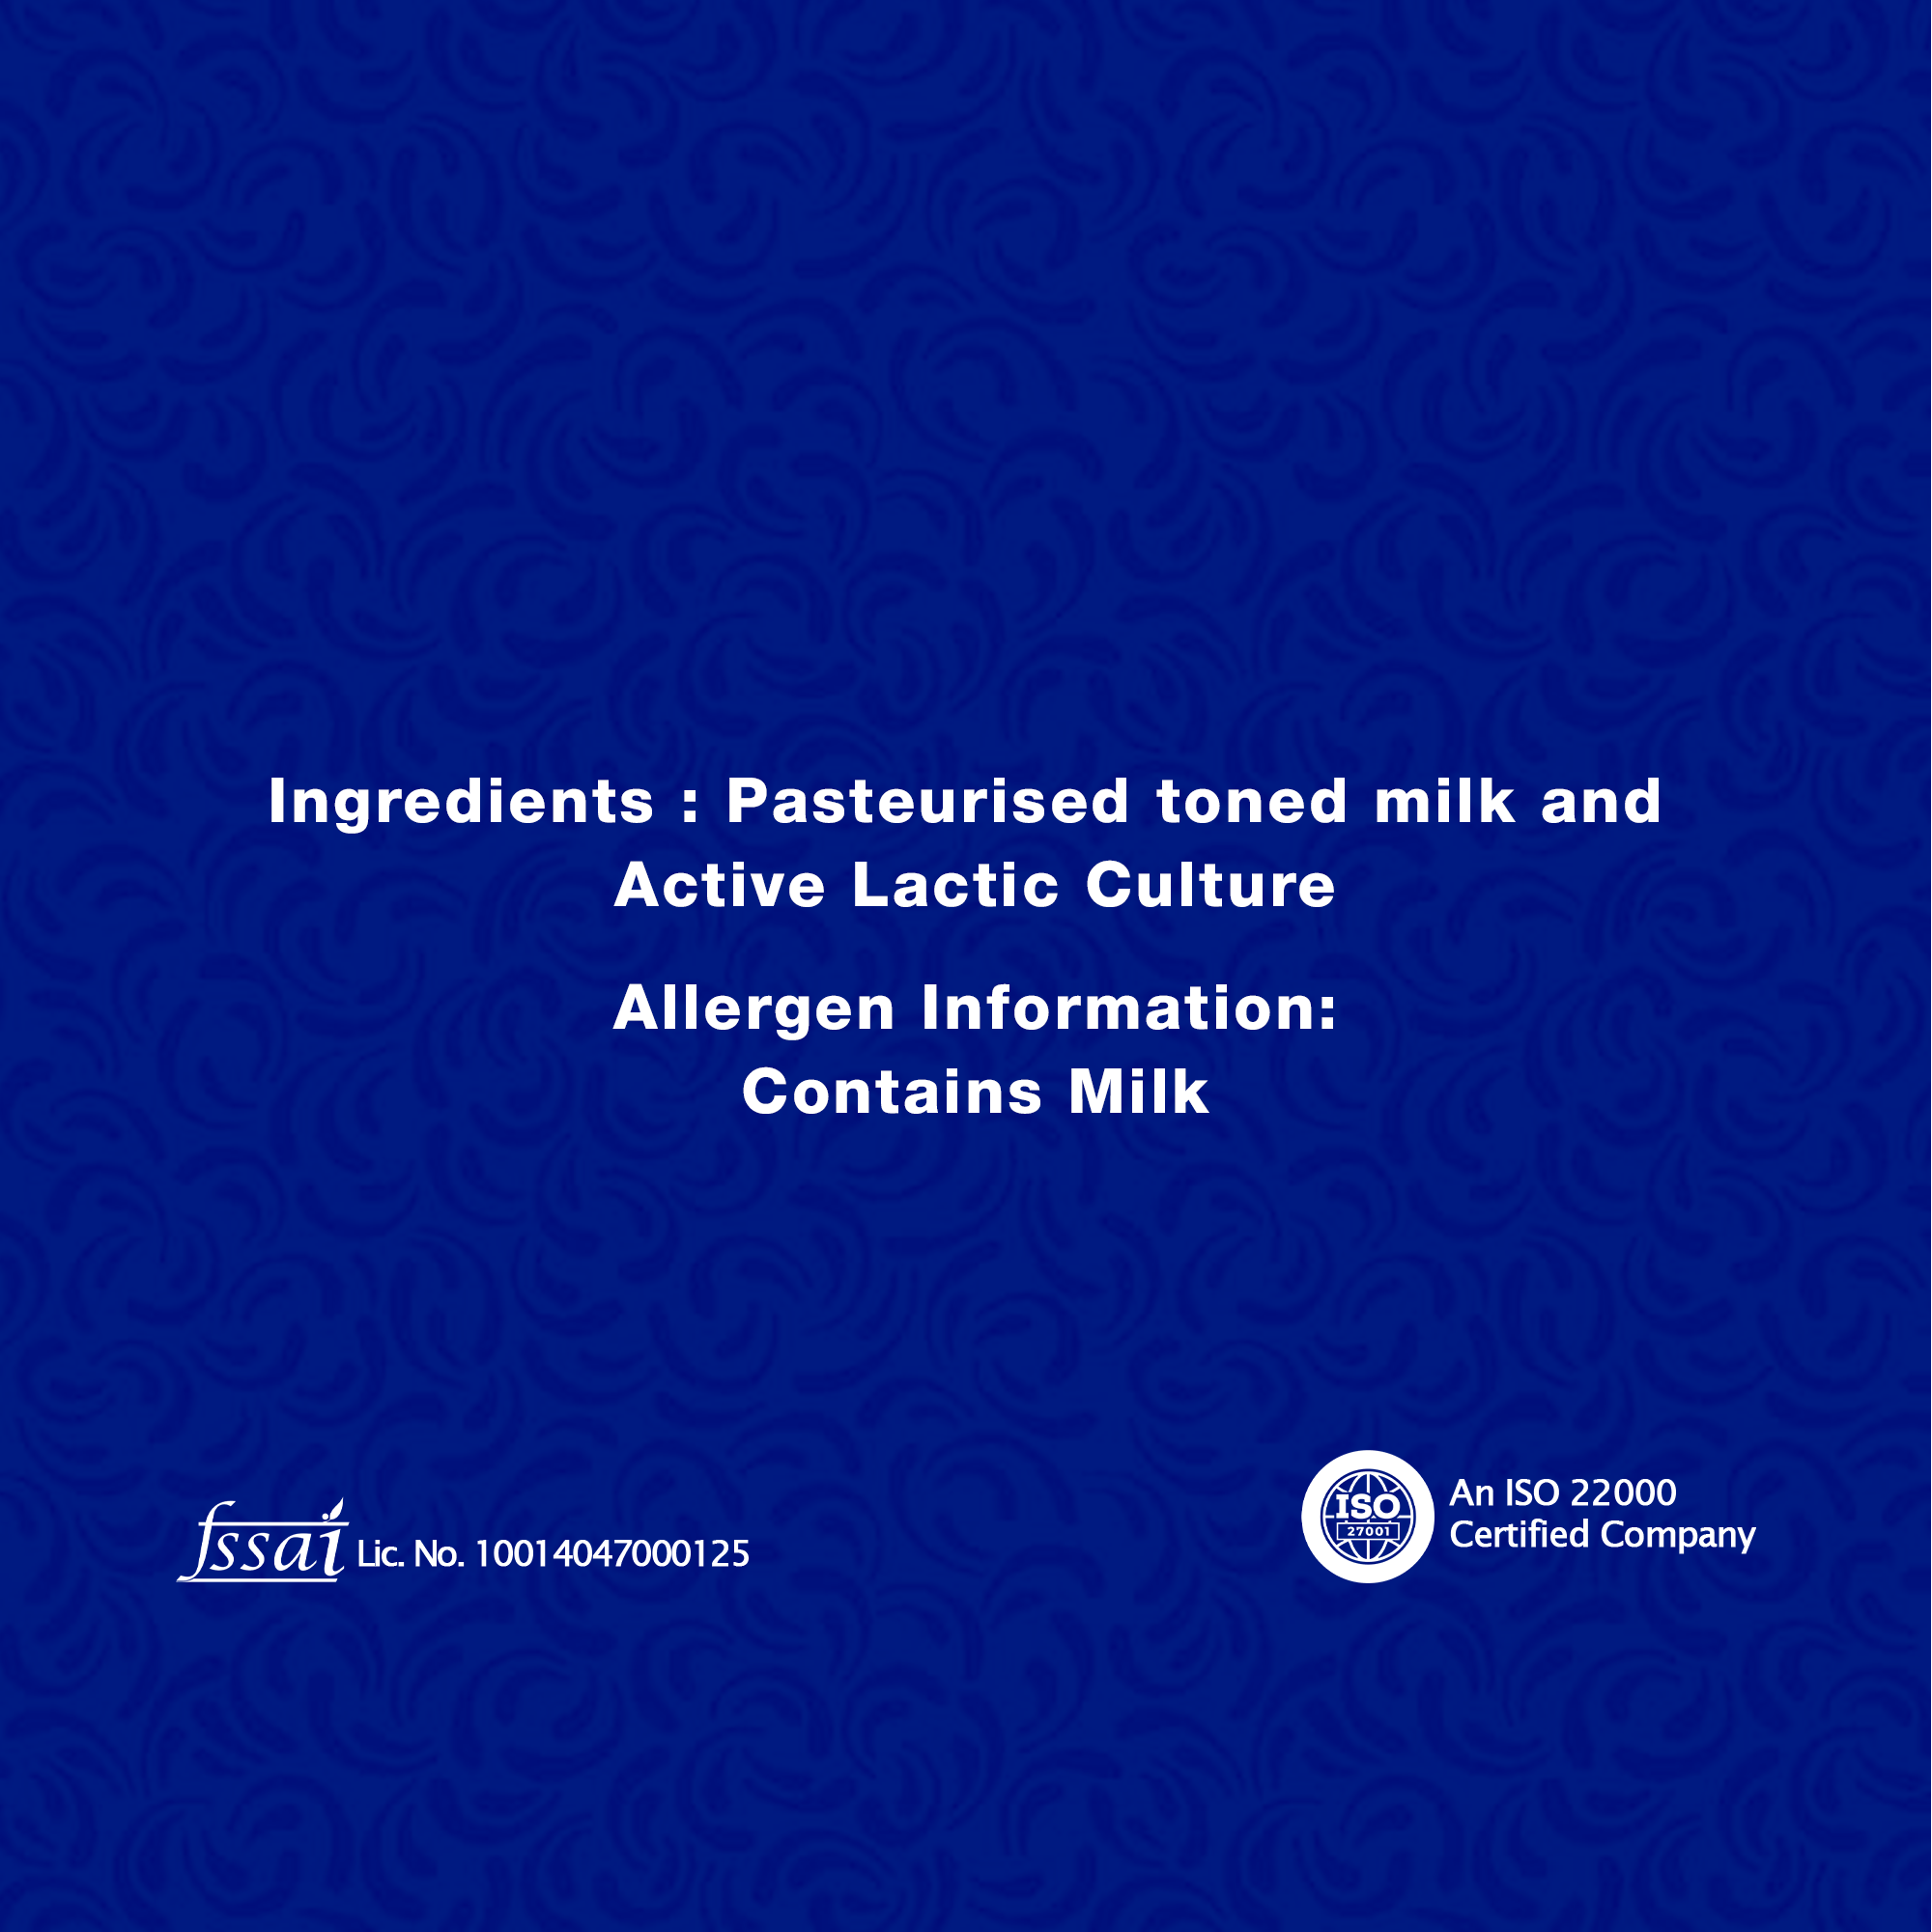 Ingredients : Pasteurised toned milk and
Active Lactic Culture
Allergen Information:
Contains Milk
fssai Lic. No. 10014047000125
ISO
27001
An ISO 22000
Certified Company